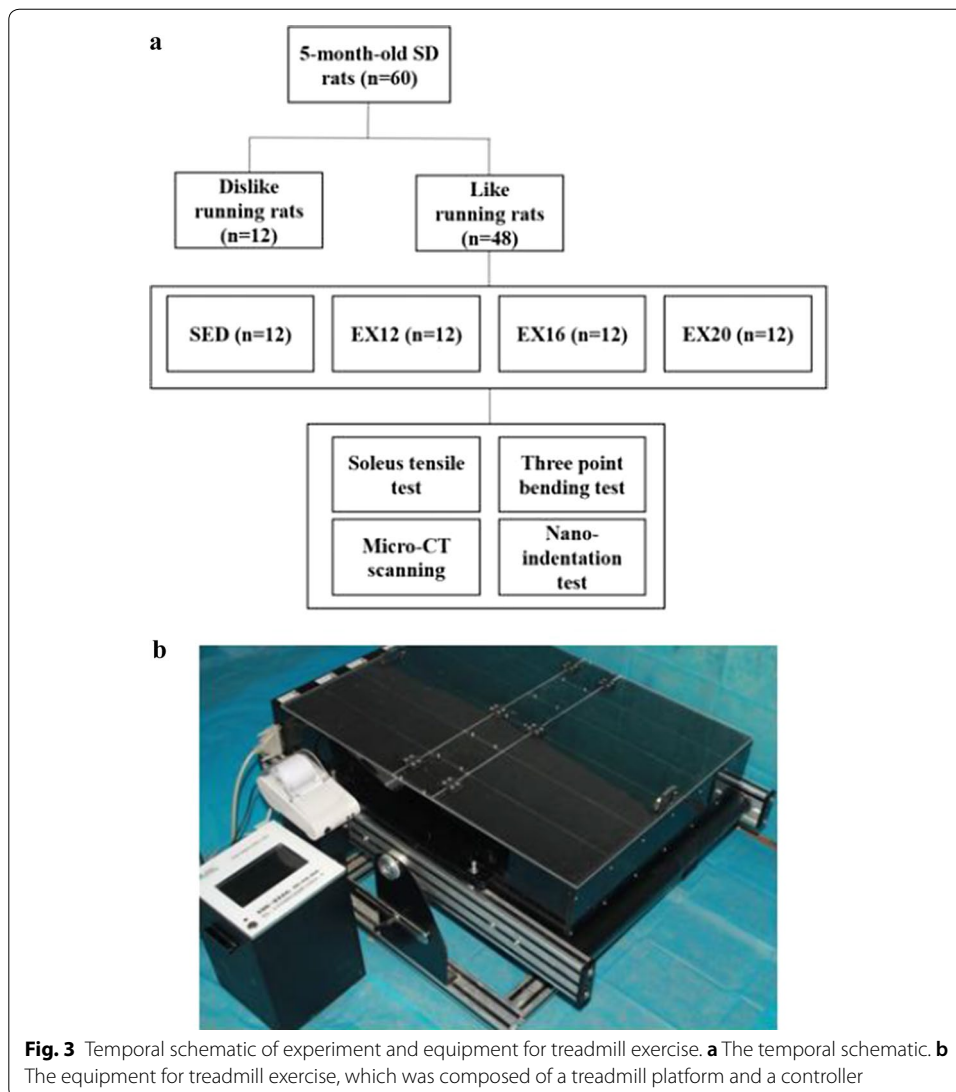 a
5-month-old SD
rats (n=60)
Dislike
running rats
(n=12)
Like
running rats
(n=48)
SED (n=12)
EX12 (n=12)
EX16 (n=12)
EX20 (n=12)
Soleus tensile
test
Three point
bending test
Micro-CT
scanning
Nano-
indentation
test
b
Fig. 3 Temporal schematic of experiment and equipment for treadmill exercise. a The temporal schematic. b
The equipment for treadmill exercise, which was composed of a treadmill platform and a controller